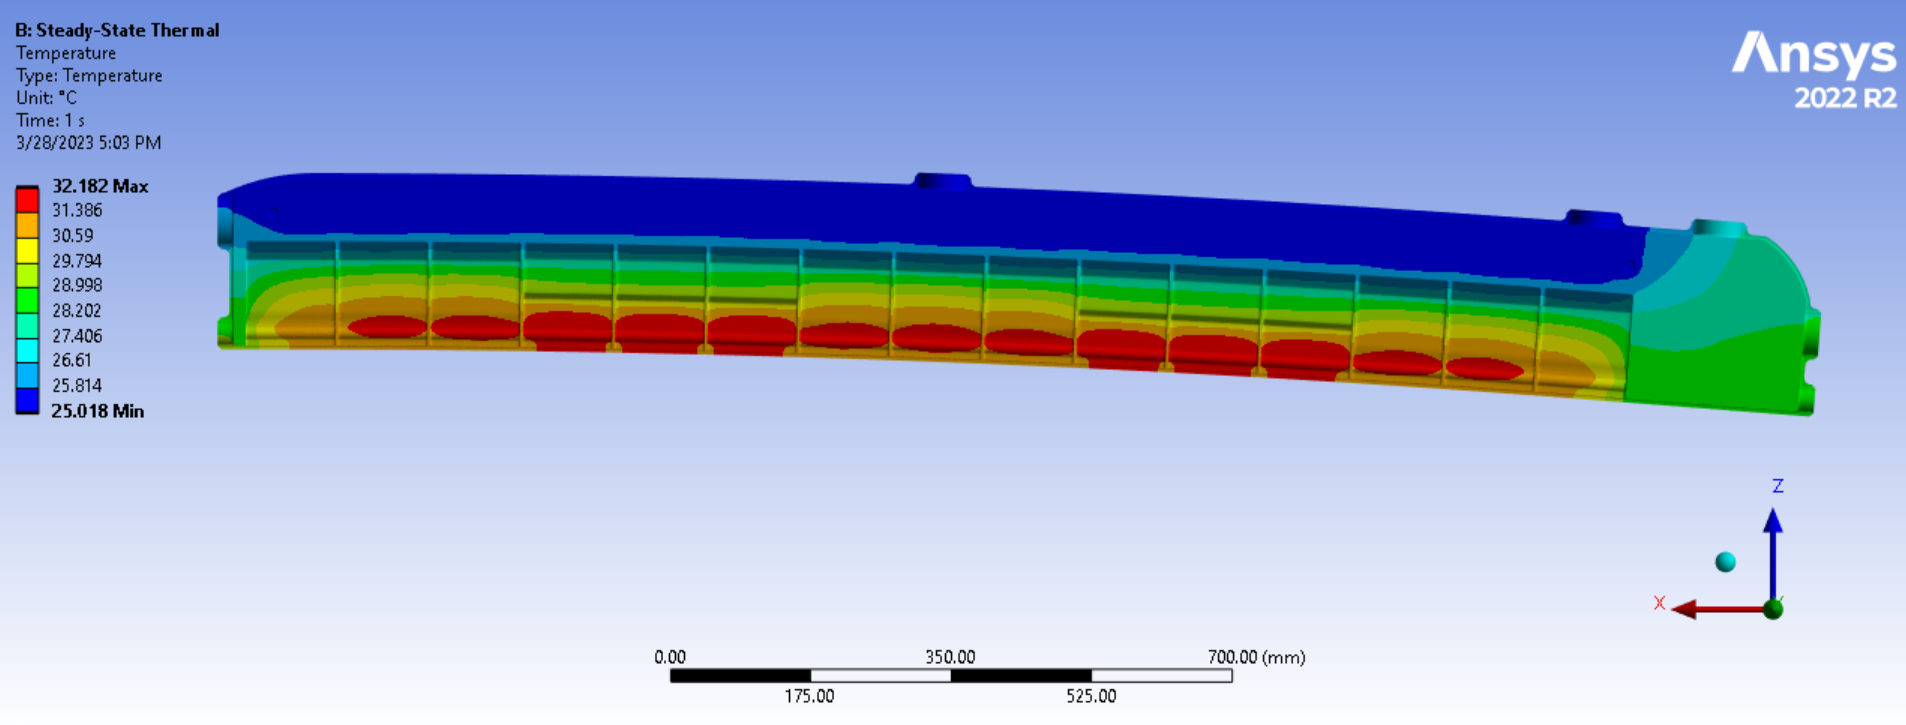 B: Steady-State Thermal
Temperature
Type: Temperature
Unit: °C
Time: 1 s
3/28/2023 5:03 PM
32.182 Max
31.386
30.59
29.794
28.998
28.202
27.406
26.61
25.814
25.018 Min
Ansys
2022 R2
Z
X
0.00
350.00
700.00 (mm)
175.00
525.00